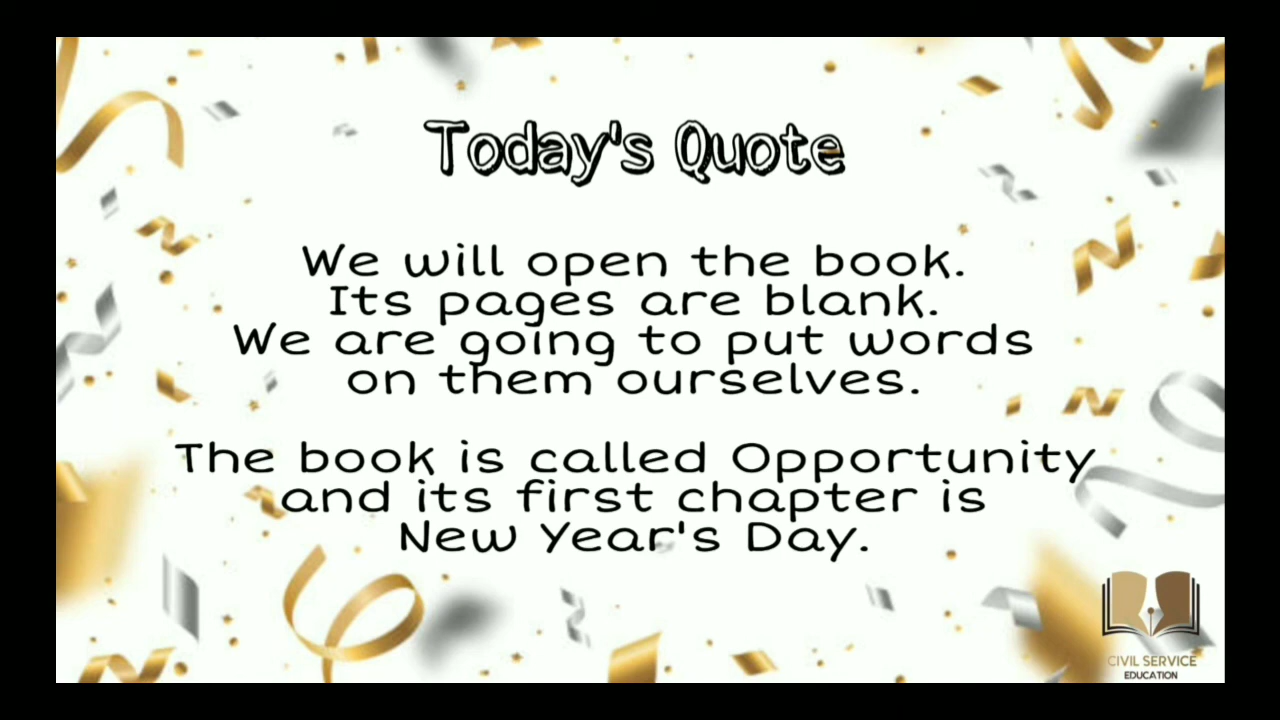 Today's Quote
We will open the book.
Its pages are blank.
We are going to put words
on them ourselves.
The book is called Opportunity
and its first chapter is
New Year's Day.
CIVIL SERVICE
EDUCATION